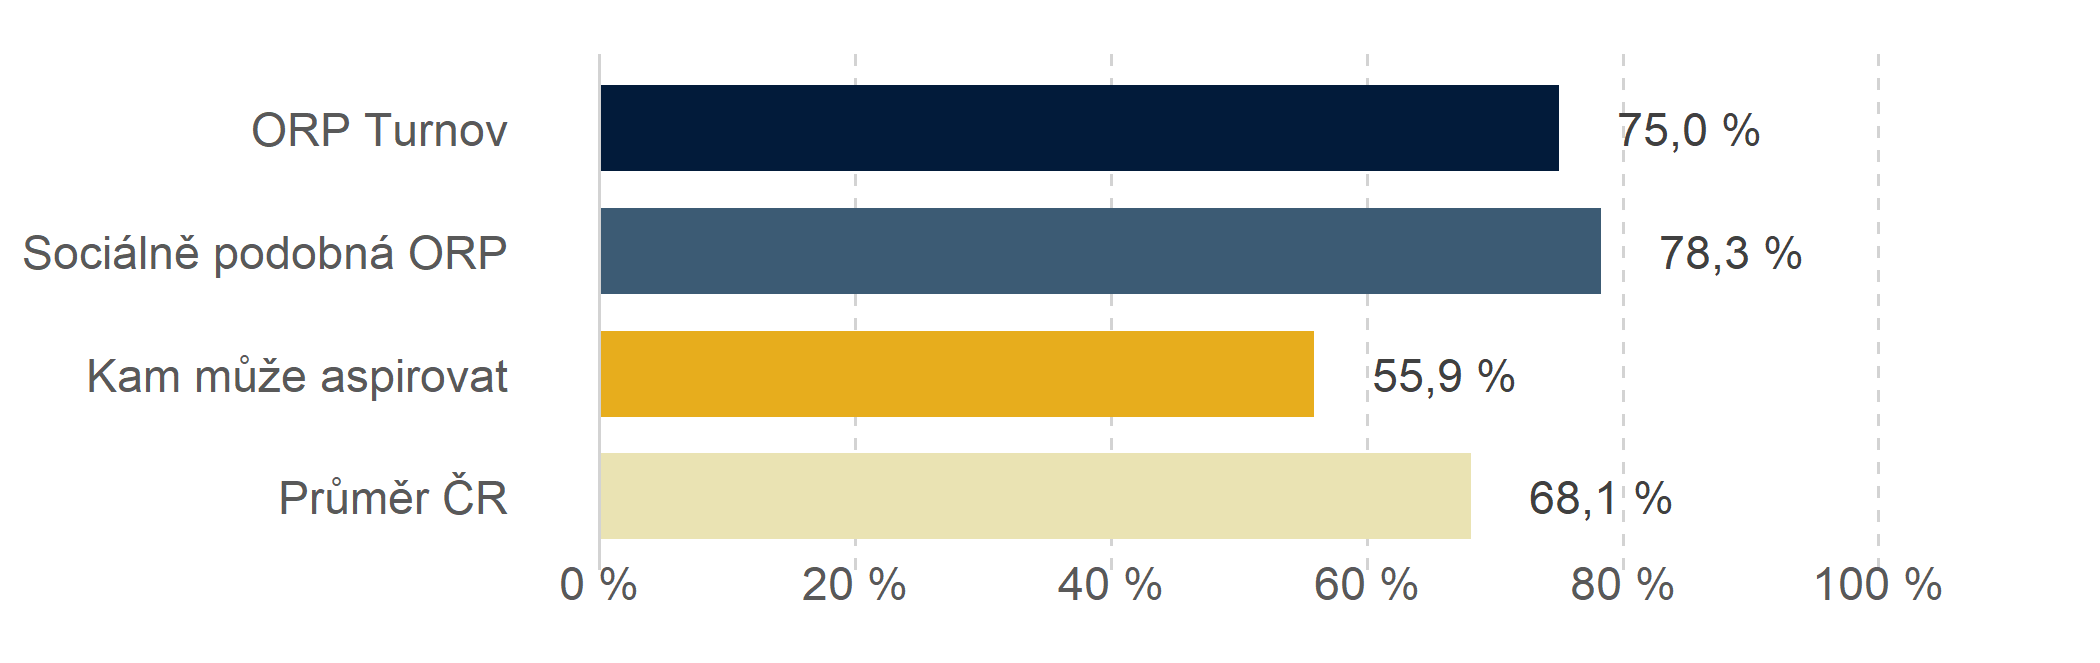 ORP Turnov 75,0 %
Sociálně podobná ORP 78,3 %
Kam může aspirovat 55,9 %
Průměr ČR 68,1 %
0 % 20 % 40 % 60 % 80 % 100 %